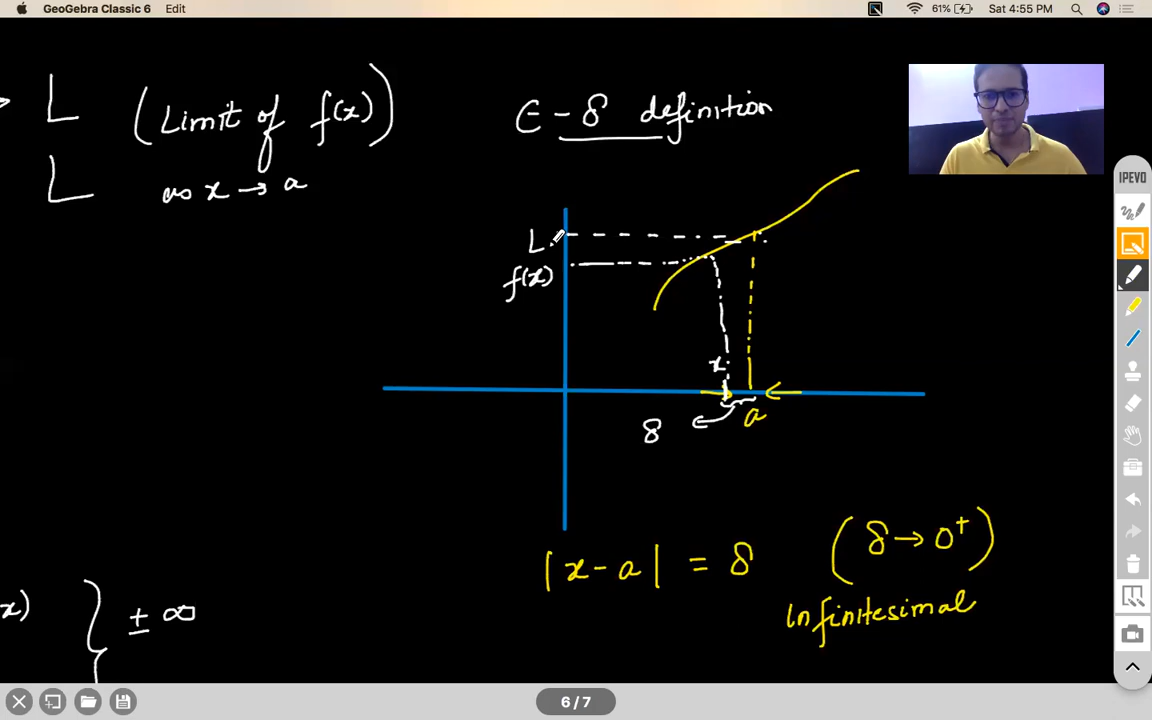 GeoGebra Classic 6 Edit
61% Sat 4:55 PM
L (Limit of f(x))
L as x → a
∈ - δ definition
IPEVO
L
f(x)
x
δ
a
|x - a| = δ (δ → 0⁺)
infinitesimal
x) } ± ∞
6 / 7